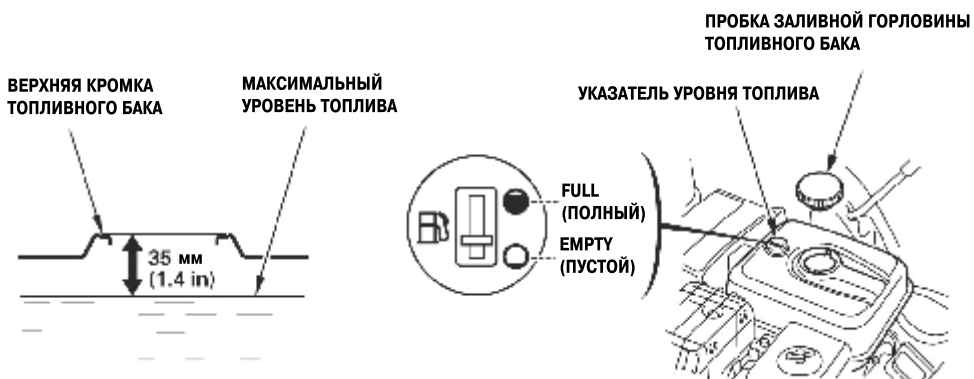 ВЕРХНЯЯ КРОМКА
ТОПЛИВНОГО БАКА
МАКСИМАЛЬНЫЙ
УРОВЕНЬ ТОПЛИВА
35 мм
(1.4 in)
ПРОБКА ЗАЛИВНОЙ ГОРЛОВИНЫ
ТОПЛИВНОГО БАКА
УКАЗАТЕЛЬ УРОВНЯ ТОПЛИВА
FULL
(ПОЛНЫЙ)
EMPTY
(ПУСТОЙ)